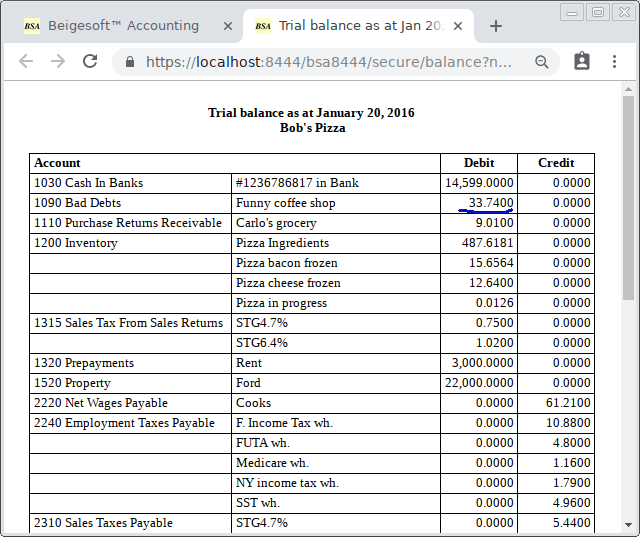 BSA Beigesoft™ Accounting × BSA Trial balance as at Jan 20, × +
https://localhost:8444/bsa8444/secure/balance?n...
Trial balance as at January 20, 2016
Bob's Pizza
Account Debit Credit
1030 Cash In Banks #1236786817 in Bank 14,599.0000 0.0000
1090 Bad Debts Funny coffee shop 33.7400 0.0000
1110 Purchase Returns Receivable Carlo's grocery 9.0100 0.0000
1200 Inventory Pizza Ingredients 487.6181 0.0000
Pizza bacon frozen 15.6564 0.0000
Pizza cheese frozen 12.6400 0.0000
Pizza in progress 0.0126 0.0000
1315 Sales Tax From Sales Returns STG4.7% 0.7500 0.0000
STG6.4% 1.0200 0.0000
1320 Prepayments Rent 3,000.0000 0.0000
1520 Property Ford 22,000.0000 0.0000
2220 Net Wages Payable Cooks 0.0000 61.2100
2240 Employment Taxes Payable F. Income Tax wh. 0.0000 10.8800
FUTA wh. 0.0000 4.8000
Medicare wh. 0.0000 1.1600
NY income tax wh. 0.0000 1.7900
SST wh. 0.0000 4.9600
2310 Sales Taxes Payable STG4.7% 0.0000 5.4400